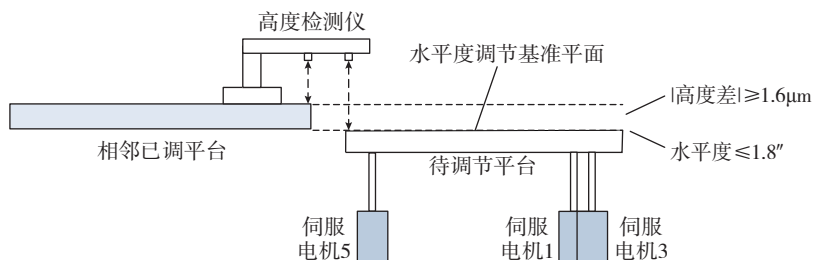 高度检测仪
水平度调节基准平面
|高度差|≥1.6μm
相邻已调平台
待调节平台
水平度≤1.8″
伺服
电机5
伺服
电机1
伺服
电机3